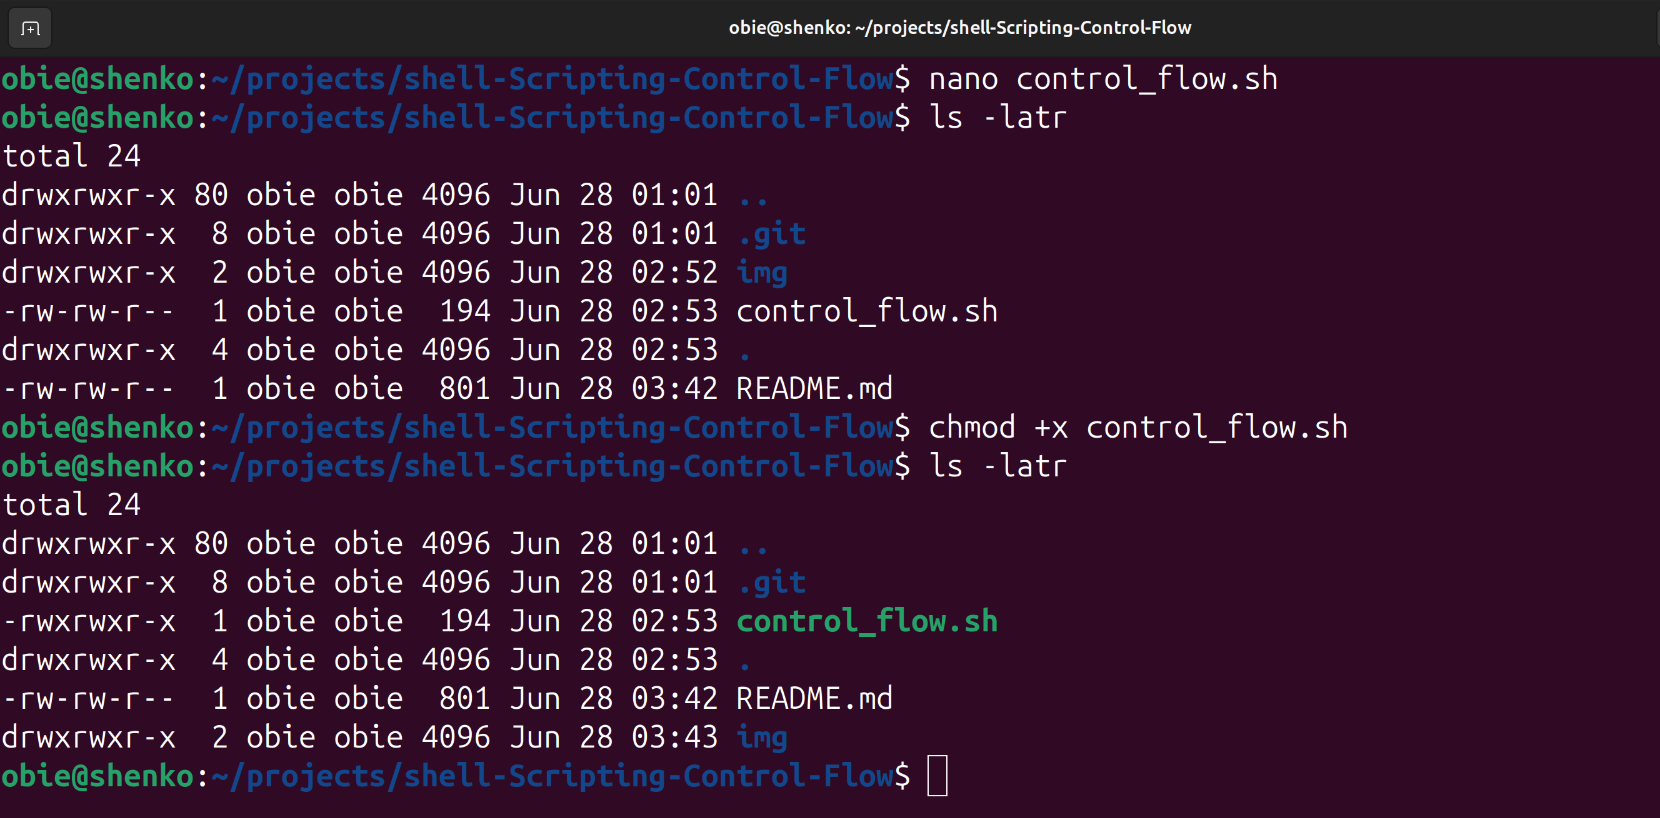 obie@shenko: ~/projects/shell-Scripting-Control-Flow
obie@shenko:~/projects/shell-Scripting-Control-Flow$ nano control_flow.sh
obie@shenko:~/projects/shell-Scripting-Control-Flow$ ls -latr
total 24
drwxrwxr-x 80 obie obie 4096 Jun 28 01:01 ..
drwxrwxr-x  8 obie obie 4096 Jun 28 01:01 .git
drwxrwxr-x  2 obie obie 4096 Jun 28 02:52 img
-rw-rw-r--  1 obie obie  194 Jun 28 02:53 control_flow.sh
drwxrwxr-x  4 obie obie 4096 Jun 28 02:53 .
-rw-rw-r--  1 obie obie  801 Jun 28 03:42 README.md
obie@shenko:~/projects/shell-Scripting-Control-Flow$ chmod +x control_flow.sh
obie@shenko:~/projects/shell-Scripting-Control-Flow$ ls -latr
total 24
drwxrwxr-x 80 obie obie 4096 Jun 28 01:01 ..
drwxrwxr-x  8 obie obie 4096 Jun 28 01:01 .git
-rwxrwxr-x  1 obie obie  194 Jun 28 02:53 control_flow.sh
drwxrwxr-x  4 obie obie 4096 Jun 28 02:53 .
-rw-rw-r--  1 obie obie  801 Jun 28 03:42 README.md
drwxrwxr-x  2 obie obie 4096 Jun 28 03:43 img
obie@shenko:~/projects/shell-Scripting-Control-Flow$